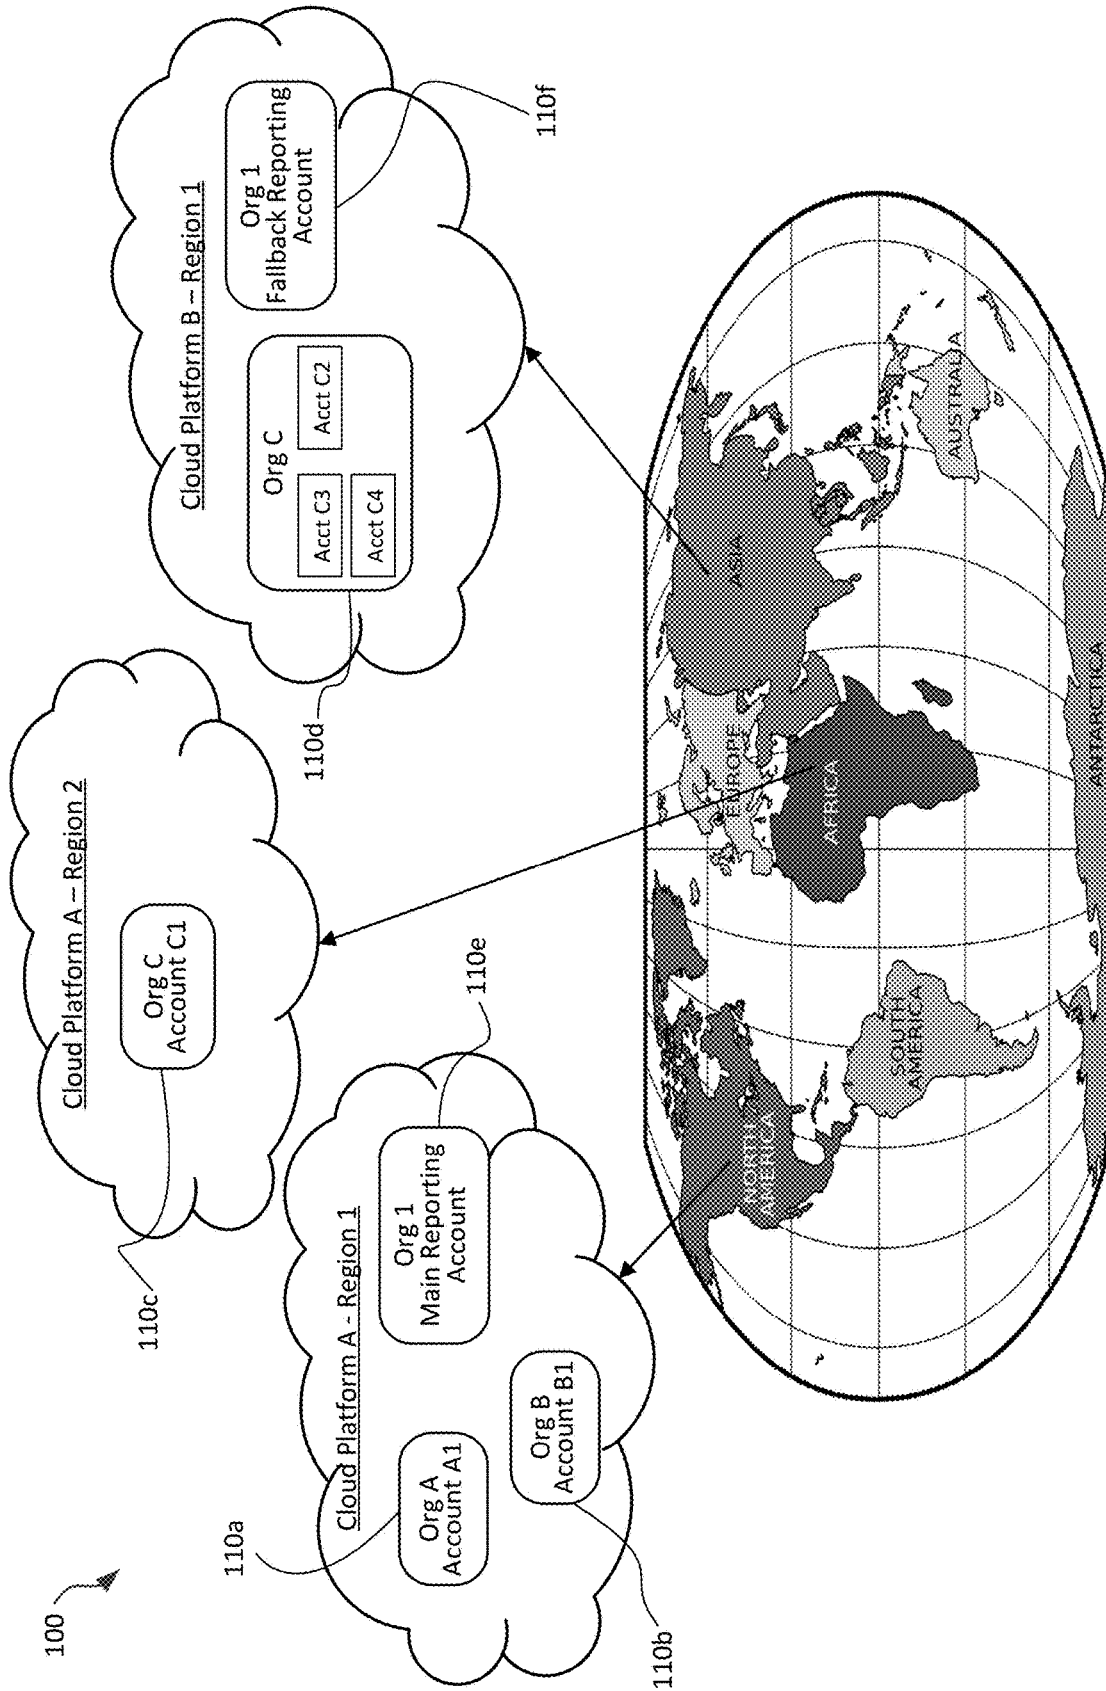 100
Cloud Platform A - Region 1
110a
Org A
Account A1
110b
Org B
Account B1
Org 1
Main Reporting
Account
110e
Cloud Platform A – Region 2
110c
Org C
Account C1
Cloud Platform B – Region 1
110d
Org C
Acct C3
Acct C2
Acct C4
Org 1
Fallback Reporting
Account
110f
NORTH
AMERICA
SOUTH
AMERICA
EUROPE
AFRICA
ASIA
AUSTRALIA
ANTARCTICA